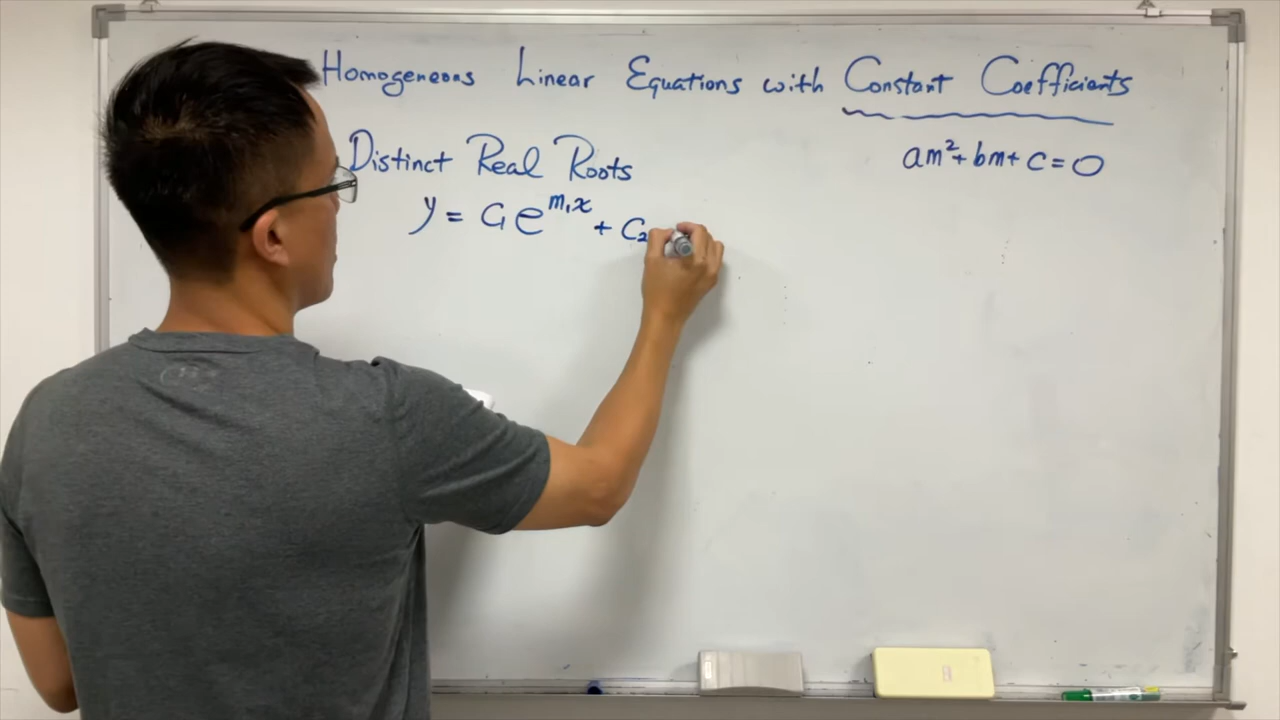 Homogeneous Linear Equations with Constant Coefficients
Distinct Real Roots
am²+bm+c=0
y = C₁e^{m₁x} + C₂